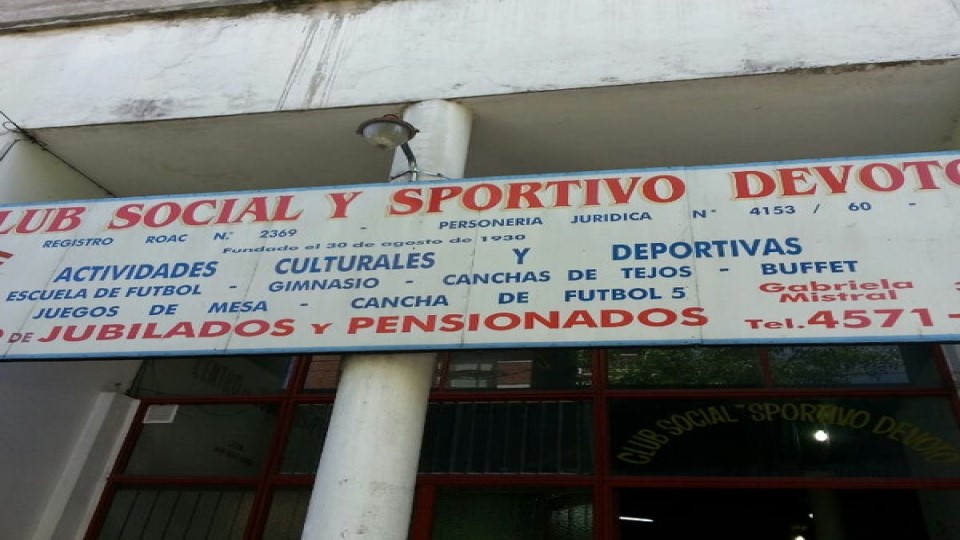 CLUB SOCIAL Y SPORTIVO DEVOTO
REGISTRO ROAC N.° 2369 - PERSONERIA JURIDICA N° 4153 / 60 -
Fundado el 30 de agosto de 1930
ACTIVIDADES CULTURALES Y DEPORTIVAS
ESCUELA DE FUTBOL - GIMNASIO - CANCHAS DE TEJOS - BUFFET
JUEGOS DE MESA - CANCHA DE FUTBOL 5
Gabriela
Mistral
DE JUBILADOS Y PENSIONADOS
Tel. 4571-
CLUB SOCIAL "SPORTIVO DEVOTO